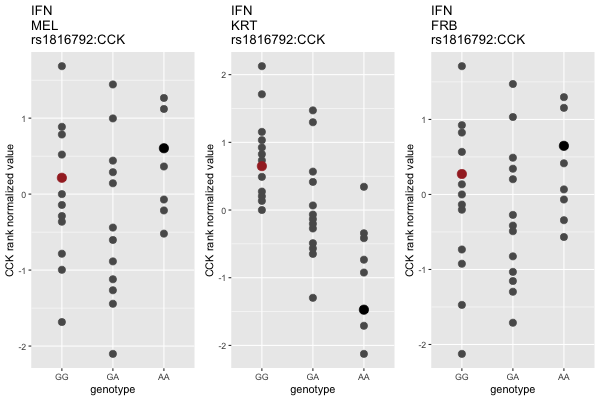 IFN
MEL
rs1816792:CCK
CCK rank normalized value
1
0
-1
-2
GG
GA
AA
genotype
IFN
KRT
rs1816792:CCK
CCK rank normalized value
2
1
0
-1
-2
GG
GA
AA
genotype
IFN
FRB
rs1816792:CCK
CCK rank normalized value
1
0
-1
-2
GG
GA
AA
genotype